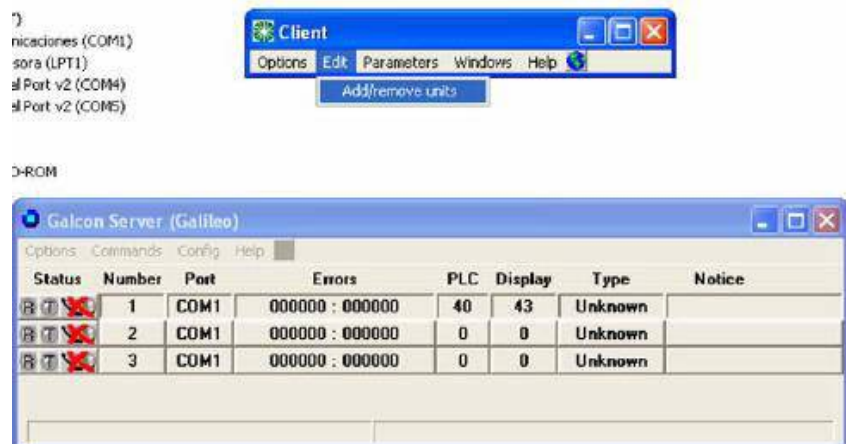 ")
nicaciones (COM1)
sora (LPT1)
al Port v2 (COM4)
al Port v2 (COM5)
D-ROM
Client
Options Edit Parameters Windows Help
Add/remove units
Galcon Server (Galileo)
Options Commands Config Help
Status Number Port Errors PLC Display Type Notice
R T 1 COM1 000000 : 000000 40 43 Unknown
R T 2 COM1 000000 : 000000 0 0 Unknown
R T 3 COM1 000000 : 000000 0 0 Unknown